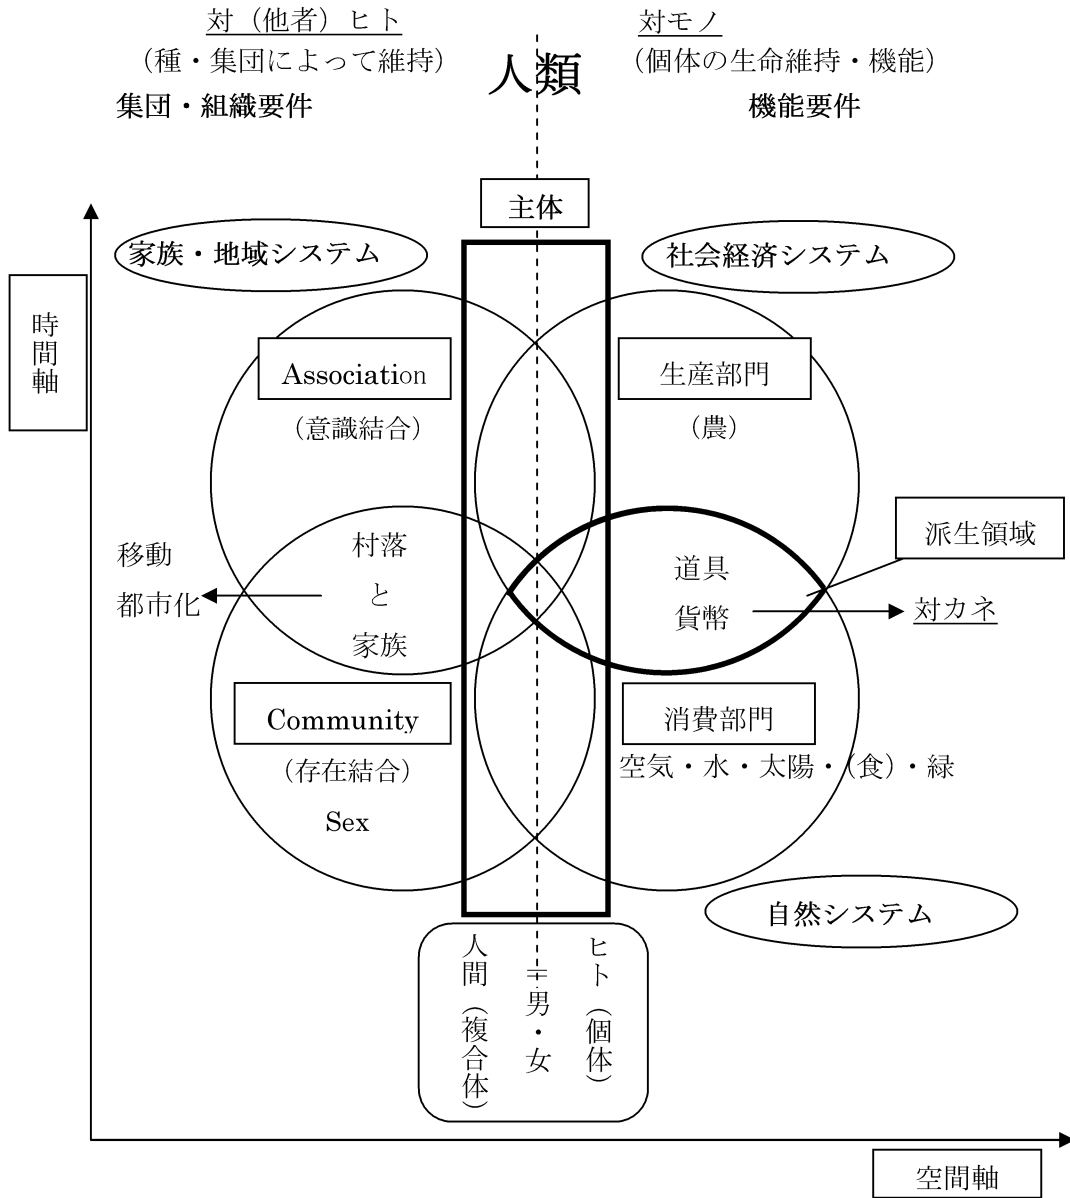 対（他者）ヒト
（種・集団によって維持）
集団・組織要件
人類
対モノ
（個体の生命維持・機能）
機能要件
主体
家族・地域システム
社会経済システム
時間軸
Association
（意識結合）
生産部門
（農）
派生領域
移動
都市化
村落
と
家族
道具
貨幣
対カネ
Community
（存在結合）
Sex
消費部門
空気・水・太陽・（食）・緑
自然システム
ヒト（個体）
＝男・女
人間（複合体）
空間軸